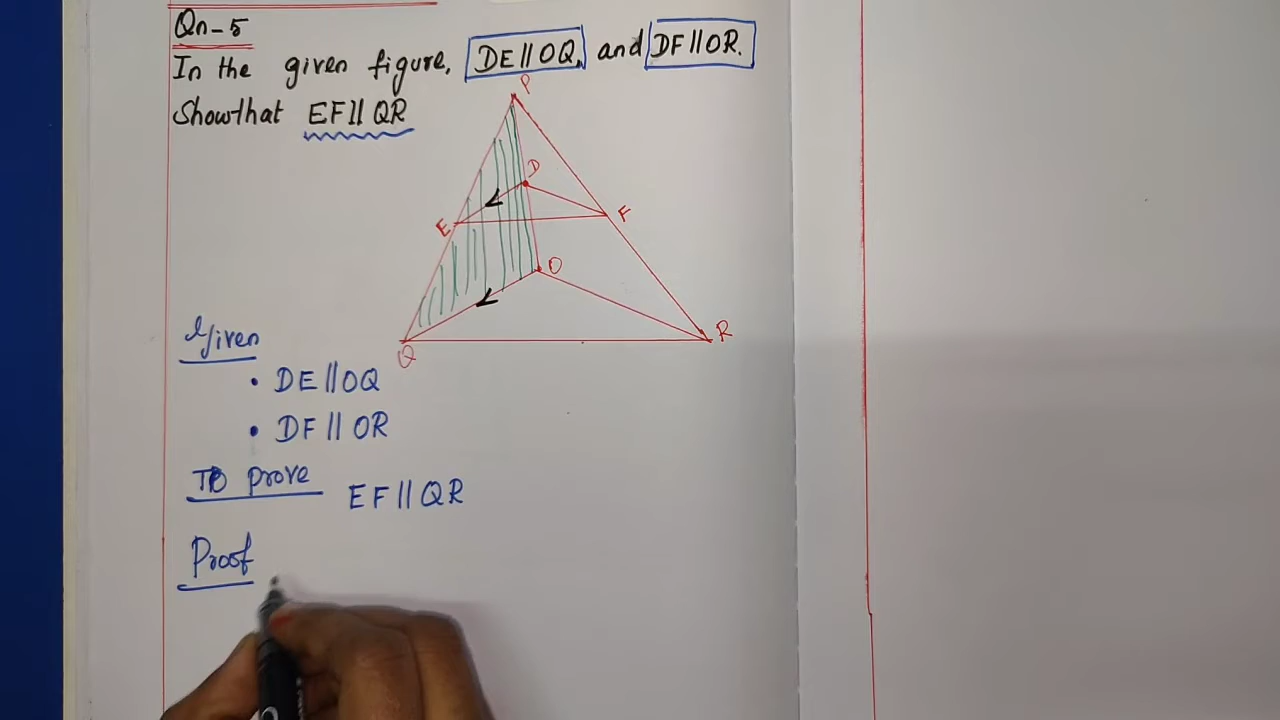 Qn-5
In the given figure, DE||OQ, and DF||OR.
Show that EF|| QR
P
D
E
F
O
R
Q
Given
• DE||OQ
• DF|| OR
To prove EF||QR
Proof